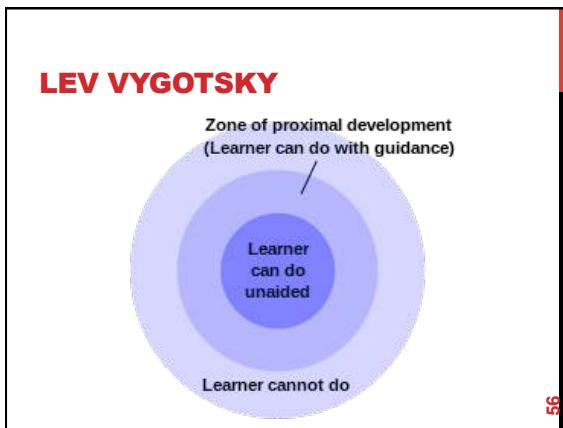 LEV VYGOTSKY
Zone of proximal development
(Learner can do with guidance)
Learner
can do
unaided
Learner cannot do
56